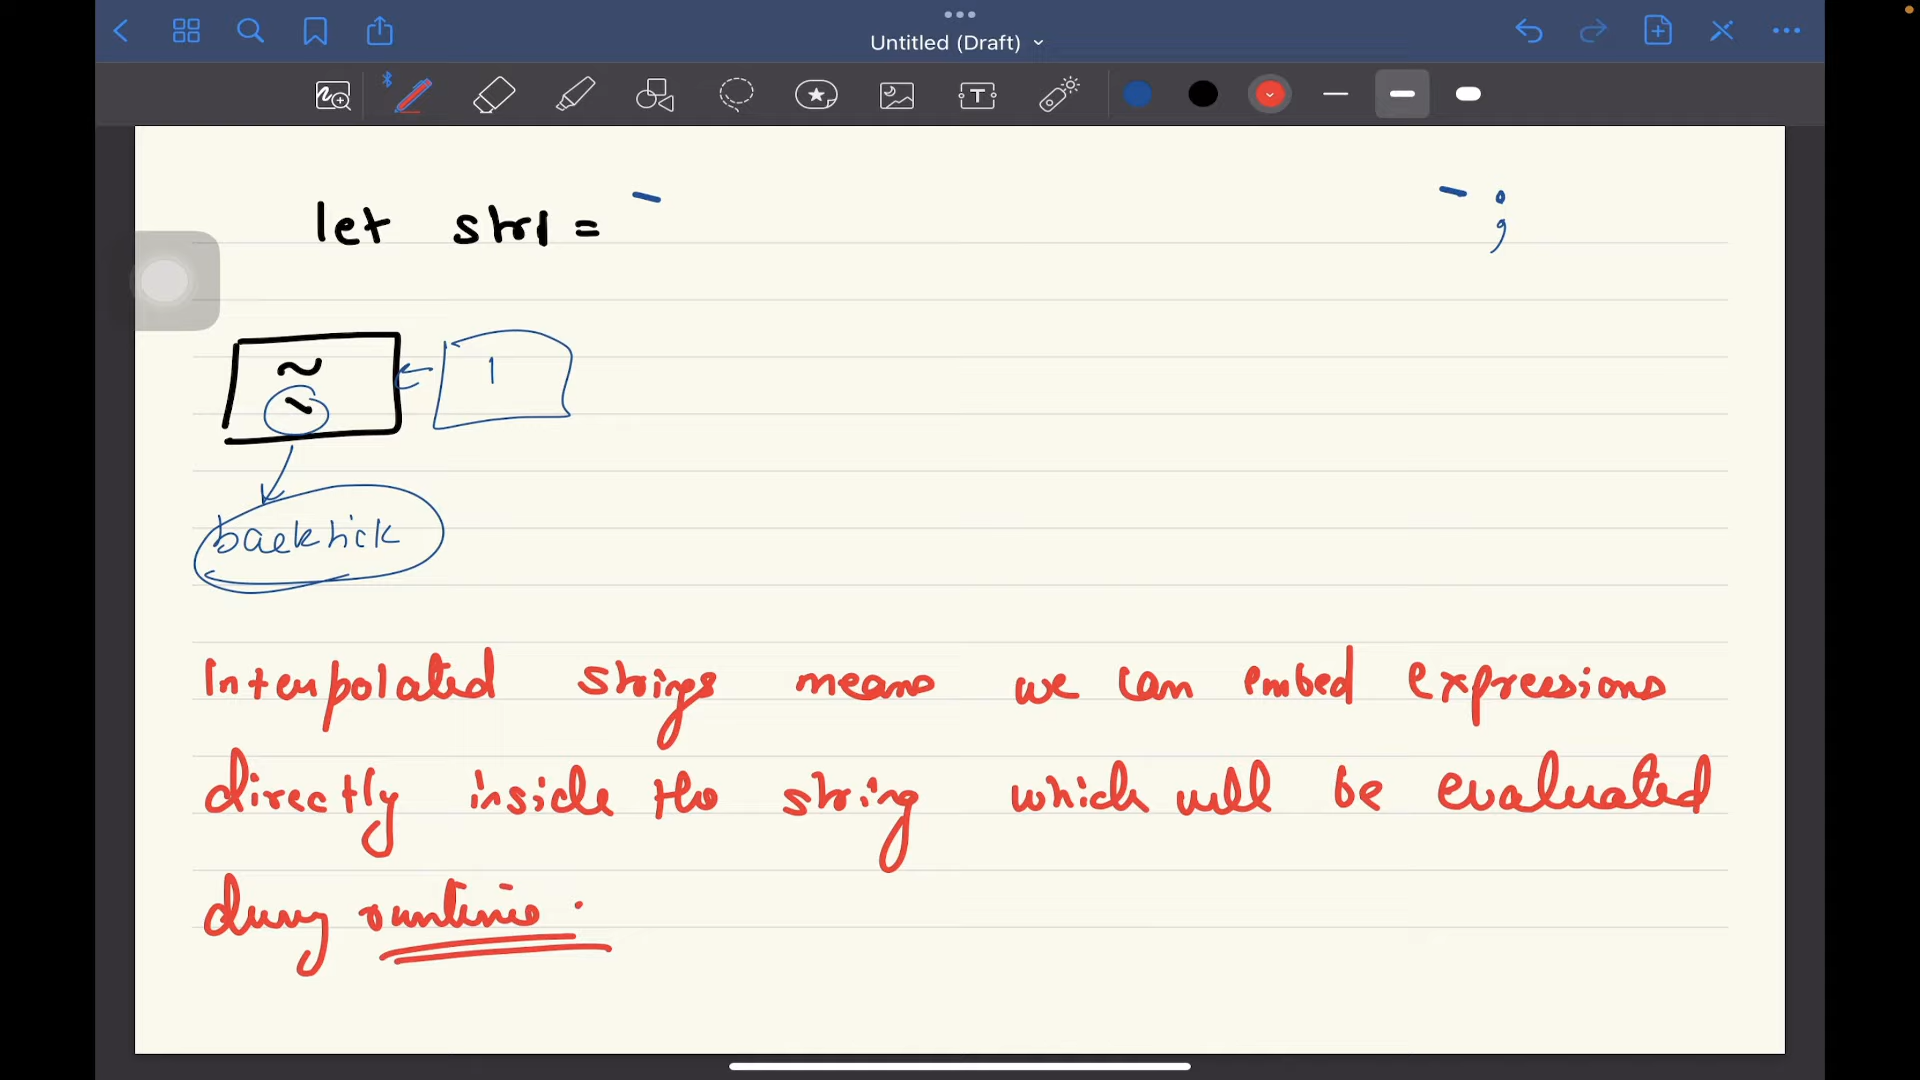 Untitled (Draft)
let str1 = ` ` ;
~
` 1
backtick
Interpolated strings means we can embed expressions
directly inside the string which will be evaluated
during runtime.